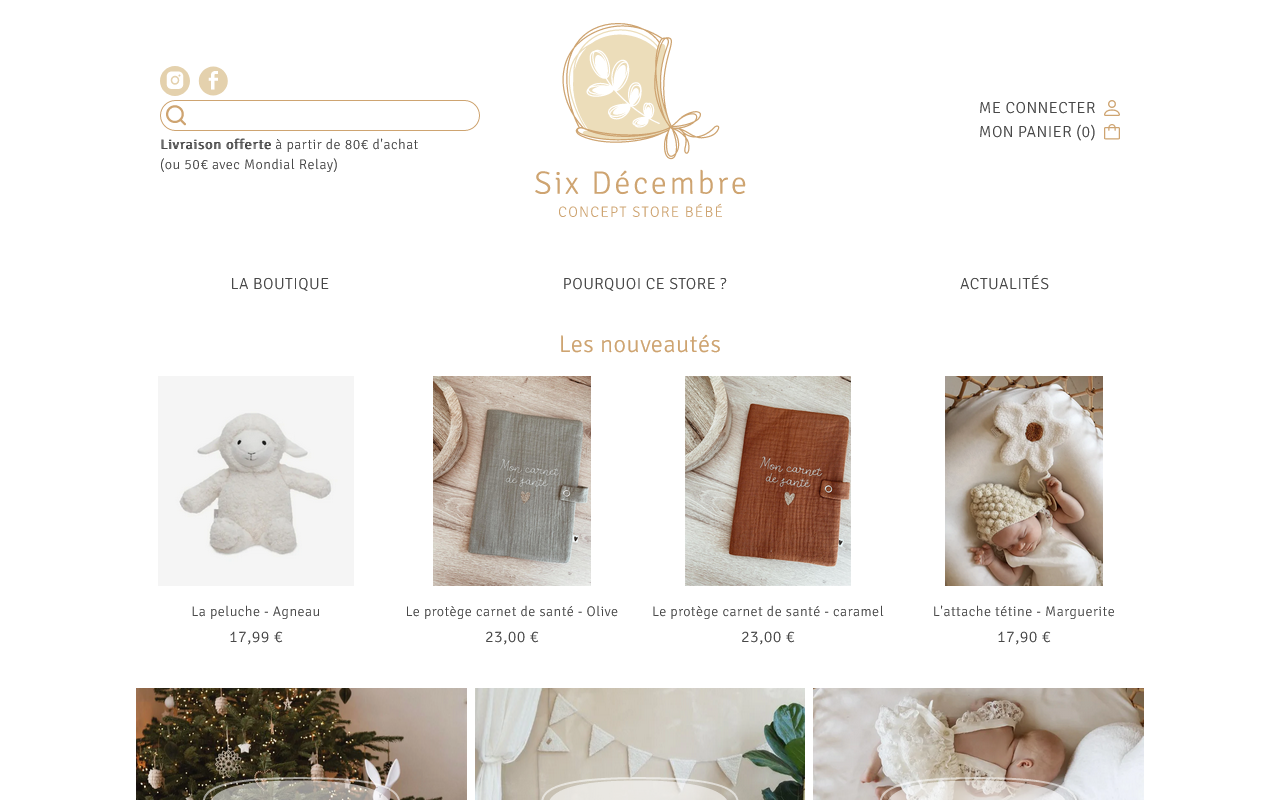 Livraison offerte à partir de 80€ d'achat
(ou 50€ avec Mondial Relay)
Six Décembre
CONCEPT STORE BÉBÉ
ME CONNECTER
MON PANIER (0)
LA BOUTIQUE
POURQUOI CE STORE ?
ACTUALITÉS
Les nouveautés
Mon carnet
de santé
Mon carnet
de santé
La peluche - Agneau
17,99 €
Le protège carnet de santé - Olive
23,00 €
Le protège carnet de santé - caramel
23,00 €
L'attache tétine - Marguerite
17,90 €